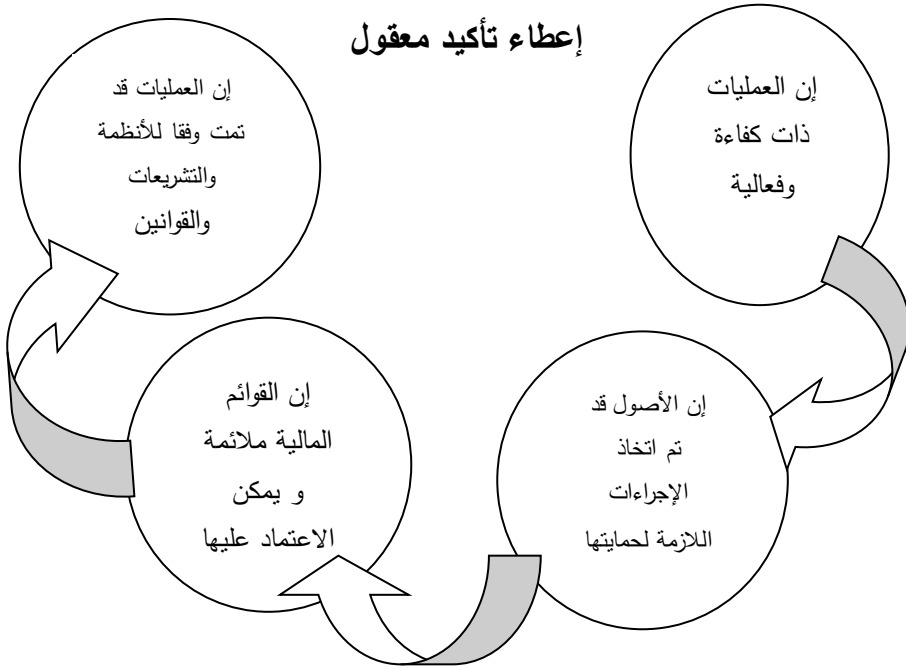 إعطاء تأكيد معقول
إن العمليات
ذات كفاءة
وفعالية
إن الأصول قد
تم اتخاذ
الإجراءات
اللازمة لحمايتها
إن القوائم
المالية ملائمة
و يمكن
الاعتماد عليها
إن العمليات قد
تمت وفقا للأنظمة
والتشريعات
والقوانين